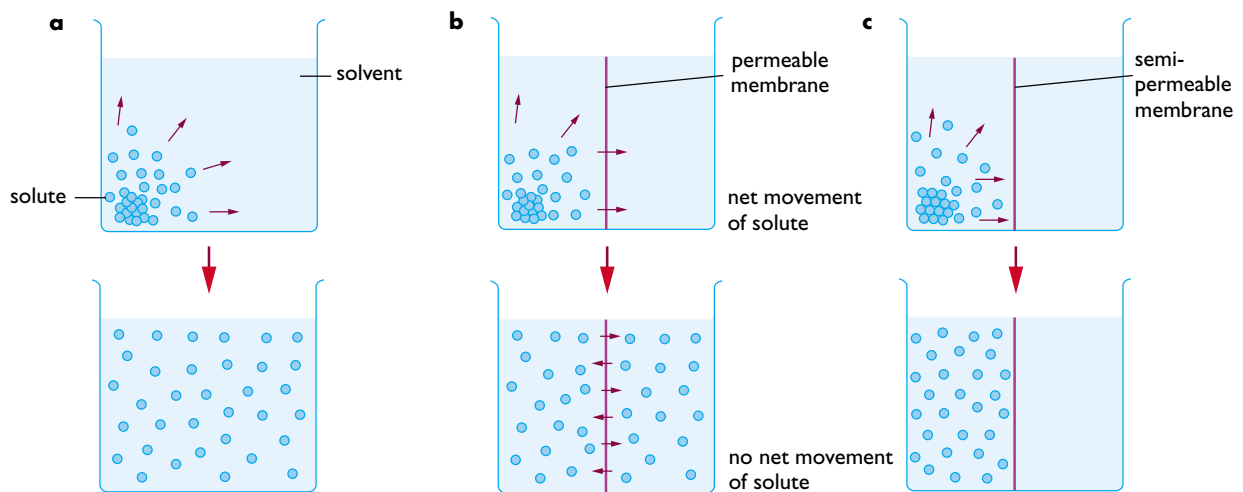 a
solvent
solute
b
permeable
membrane
net movement
of solute
no net movement
of solute
c
semi-
permeable
membrane